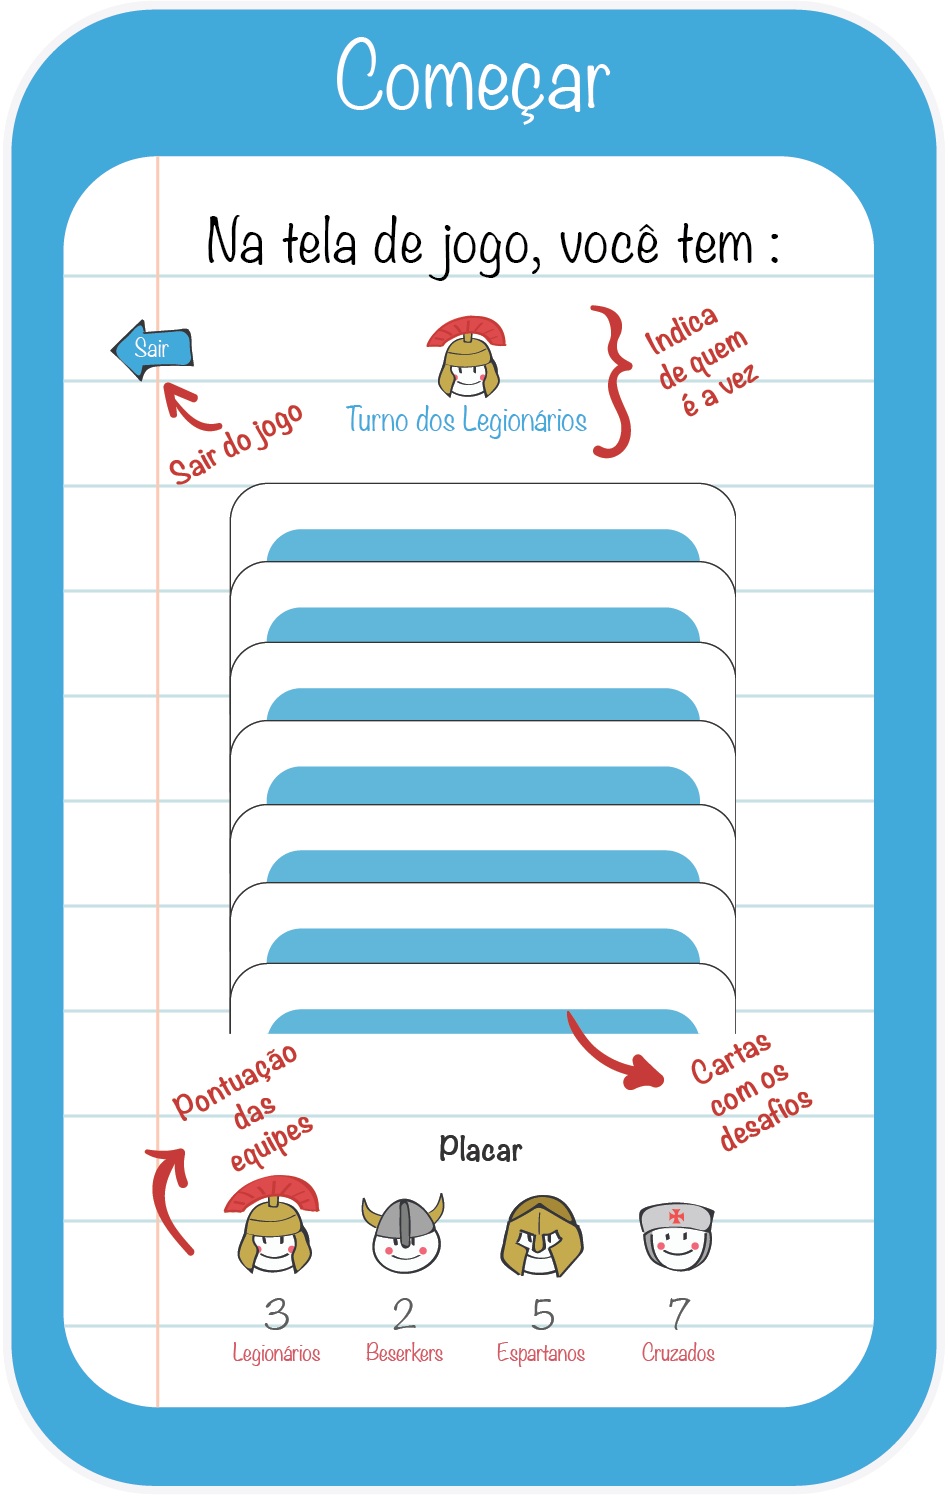 Começar
Na tela de jogo, você tem :
Sair
Sair do jogo
Turno dos Legionários
Indica
de quem
é a vez
Pontuação
das
equipes
Cartas
com os
desafios
Placar
3 2 5 7
Legionários Beserkers Espartanos Cruzados